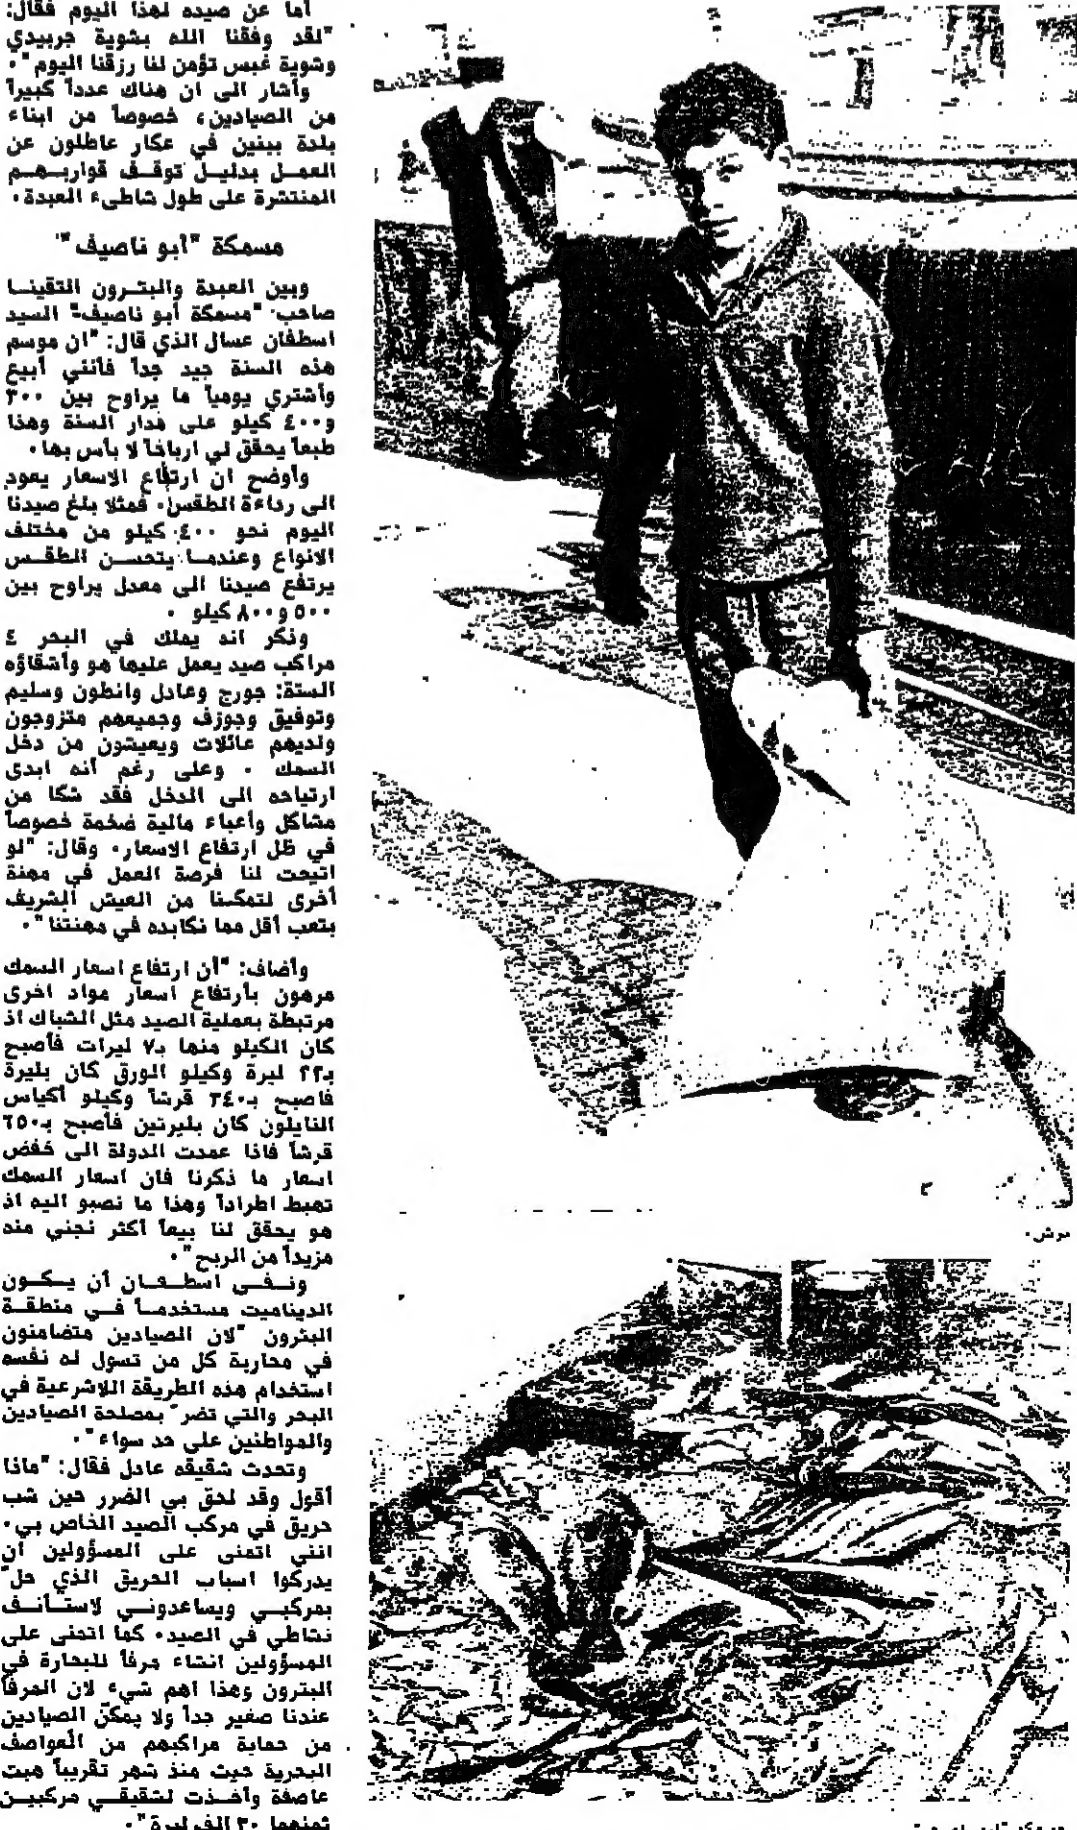 أما عن صيده لهذا اليوم فقال:
"لقد وفقنا الله بشوية جربيدي
وشوية غبس تؤمن لنا رزقنا اليوم".
وأشار الى ان هناك عدداً كبيراً
من الصيادين، خصوصاً من ابناء
بلدة ببنين في عكار عاطلون عن
العمل بدليل توقف قواربهم
المنتشرة على طول شاطىء العبدة.
مسمكة "أبو ناصيف"
وبين العبدة والبترون التقينا
صاحب "مسمكة أبو ناصيف" السيد
اسطفان عسال الذي قال: "ان موسم
هذه السنة جيد جداً فأنني أبيع
وأشتري يومياً ما يراوح بين ٣٠٠
و٤٠٠ كيلو على مدار السنة وهذا
طبعاً يحقق لي ارباحاً لا بأس بها.
وأوضح ان ارتفاع الاسعار يعود
الى رداءة الطقس. فمثلا بلغ صيدنا
اليوم نحو ٤٠٠ كيلو من مختلف
الانواع وعندما يتحسن الطقس
يرتفع صيدنا الى معدل يراوح بين
٥٠٠ و٨٠٠ كيلو .
وذكر انه يملك في البحر ٤
مراكب صيد يعمل عليها هو وأشقاؤه
الستة: جورج وعادل وانطون وسليم
وتوفيق وجوزف وجميعهم متزوجون
ولديهم عائلات ويعيشون من دخل
السمك . وعلى رغم أنه ابدى
ارتياحه الى الدخل فقد شكا من
مشاكل وأعباء مالية ضخمة خصوصاً
في ظل ارتفاع الاسعار. وقال: "لو
اتيحت لنا فرصة العمل في مهنة
أخرى لتمكنا من العيش الشريف
بتعب أقل مما نكابده في مهنتنا".
وأضاف: "أن ارتفاع اسعار السمك
مرهون بأرتفاع اسعار مواد اخرى
مرتبطة بعملية الصيد مثل الشباك اذ
كان الكيلو منها بـ٧ ليرات فأصبح
بـ٢٢ ليرة وكيلو الورق كان بليرة
فاصبح بـ٣٤٠ قرشاً وكيلو أكياس
النايلون كان بليرتين فأصبح بـ٦٥٠
قرشاً فاذا عمدت الدولة الى خفض
اسعار ما ذكرنا فان اسعار السمك
تهبط اطراداً وهذا ما نصبو اليه اذ
هو يحقق لنا بيعاً أكثر نجني منه
مزيداً من الربح".
ونفى اسطفان أن يكون
الديناميت مستخدماً في منطقة
البترون "لان الصيادين متضامنون
في محاربة كل من تسول له نفسه
استخدام هذه الطريقة اللاشرعية في
البحر والتي تضرّ بمصلحة الصيادين
والمواطنين على حد سواء".
وتحدث شقيقه عادل فقال: "ماذا
أقول وقد لحق بي الضرر حين شب
حريق في مركب الصيد الخاص بي.
انني اتمنى على المسؤولين أن
يدركوا اسباب الحريق الذي حلّ
بمركبي ويساعدوني لاستأنف
نشاطي في الصيد. كما اتمنى على
المسؤولين انشاء مرفأ للبحارة في
البترون وهذا اهم شيء لان المرفأ
عندنا صغير جداً ولا يمكّن الصيادين
من حماية مراكبهم من العواصف
البحرية حيث منذ شهر تقريباً هبت
عاصفة وأخذت لشقيقي مركبين
ثمنهما ٣٠ الف ليرة".